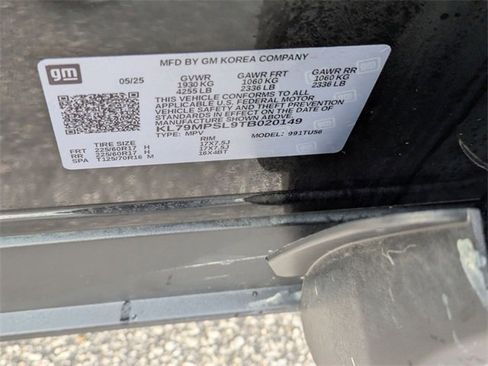 gm
MFD BY GM KOREA COMPANY
05/25 GVWR GAWR FRT GAWR RR
1930 KG 1060 KG 1060 KG
4255 LB 2336 LB 2336 LB
THIS VEHICLE CONFORMS TO ALL
APPLICABLE U.S. FEDERAL MOTOR
VEHICLE SAFETY AND THEFT PREVENTION
STANDARDS IN EFFECT ON THE DATE OF
MANUFACTURE SHOWN ABOVE.
KL79MPSL9TB020149
TYPE: MPV MODEL: 991TU56
TIRE SIZE RIM
FRT 225/60R17 H 17X7.5J
RR 225/60R17 H 17X7.5J
SPA T125/70R16 M 16X4BT